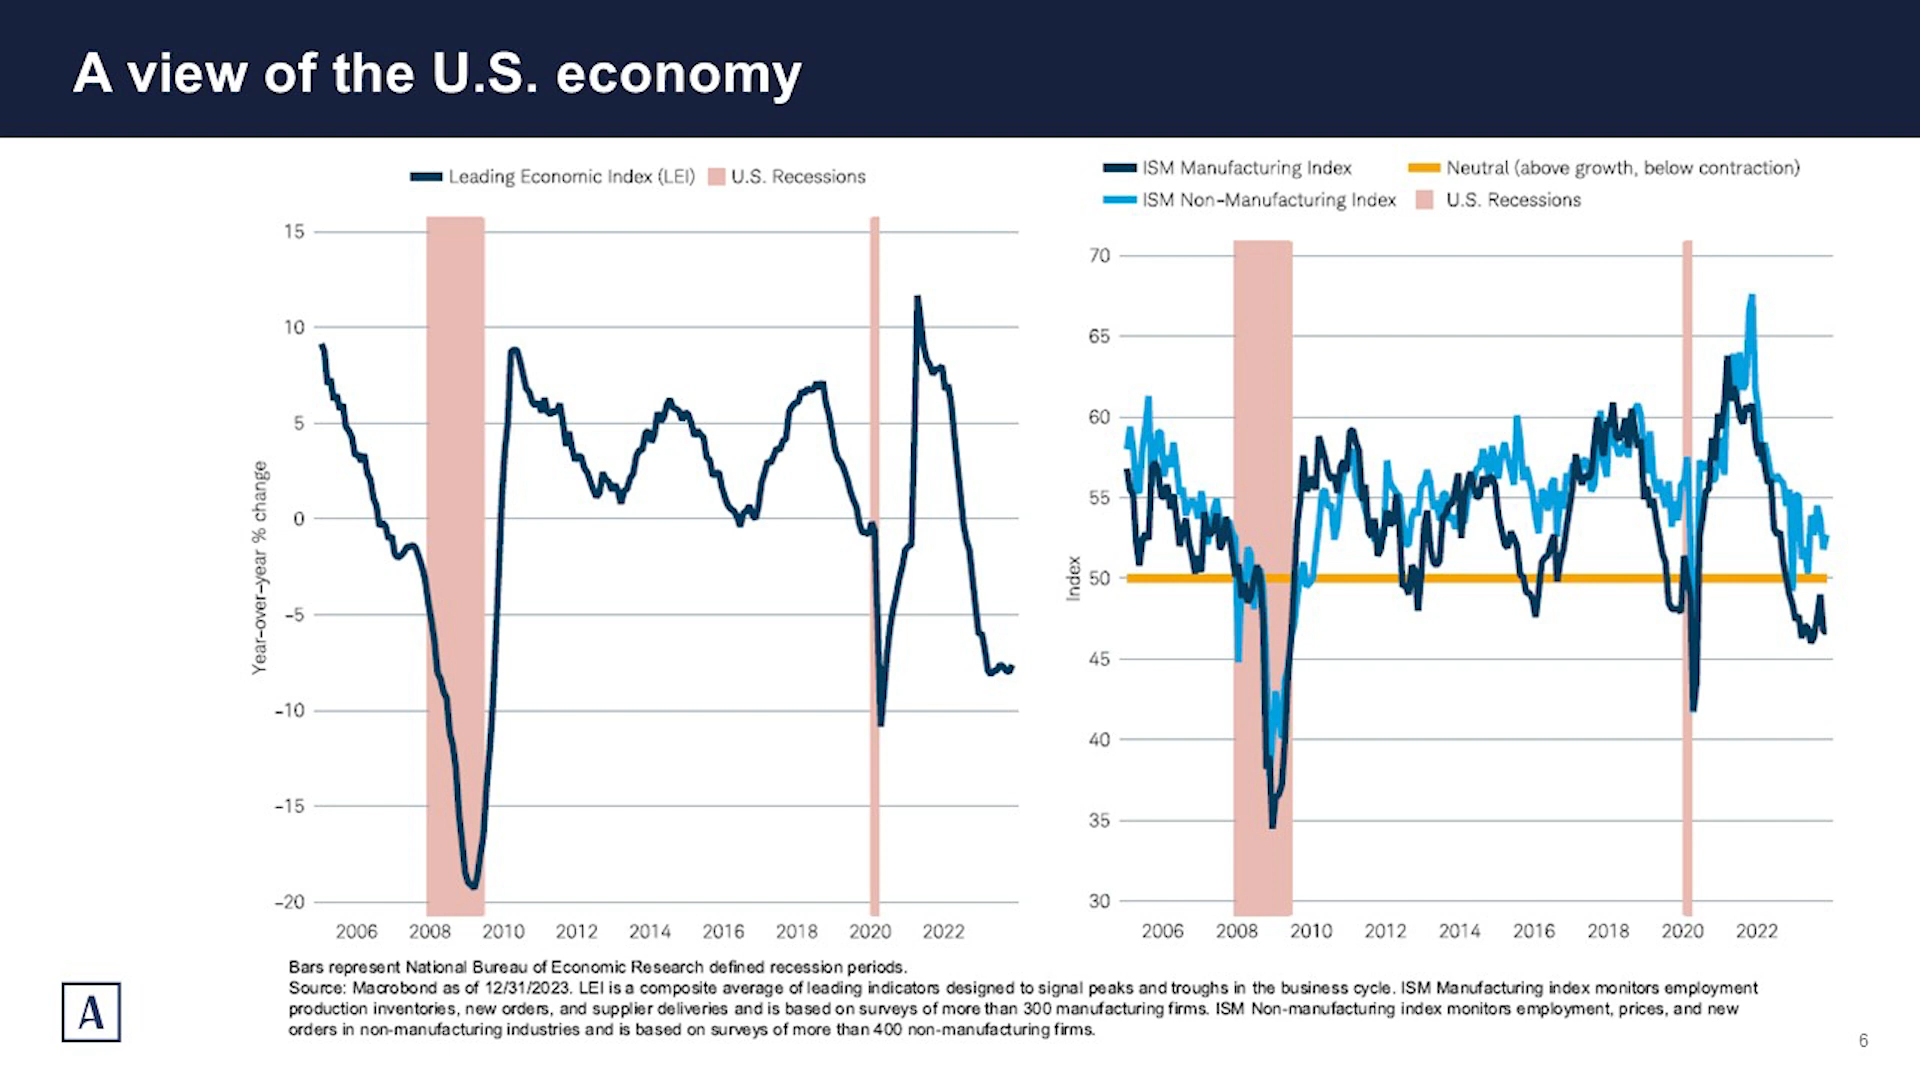 A view of the U.S. economy
Leading Economic Index (LEI) U.S. Recessions
Year-over-year % change
15
10
5
0
-5
-10
-15
-20
2006 2008 2010 2012 2014 2016 2018 2020 2022
ISM Manufacturing Index Neutral (above growth, below contraction)
ISM Non-Manufacturing Index U.S. Recessions
Index
70
65
60
55
50
45
40
35
30
2006 2008 2010 2012 2014 2016 2018 2020 2022
Bars represent National Bureau of Economic Research defined recession periods.
Source: Macrobond as of 12/31/2023. LEI is a composite average of leading indicators designed to signal peaks and troughs in the business cycle. ISM Manufacturing index monitors employment
production inventories, new orders, and supplier deliveries and is based on surveys of more than 300 manufacturing firms. ISM Non-manufacturing index monitors employment, prices, and new
orders in non-manufacturing industries and is based on surveys of more than 400 non-manufacturing firms.
A
6